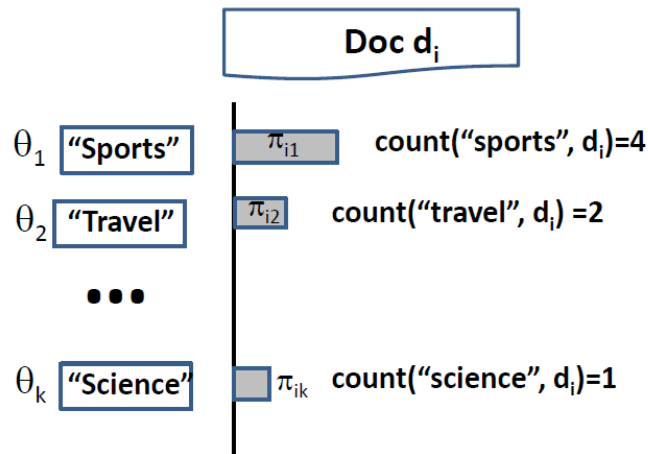 Doc dᵢ
θ₁ “Sports” πᵢ₁ count(“sports”, dᵢ)=4
θ₂ “Travel” πᵢ₂ count(“travel”, dᵢ) =2
•••
θₖ “Science” πᵢₖ count(“science”, dᵢ)=1